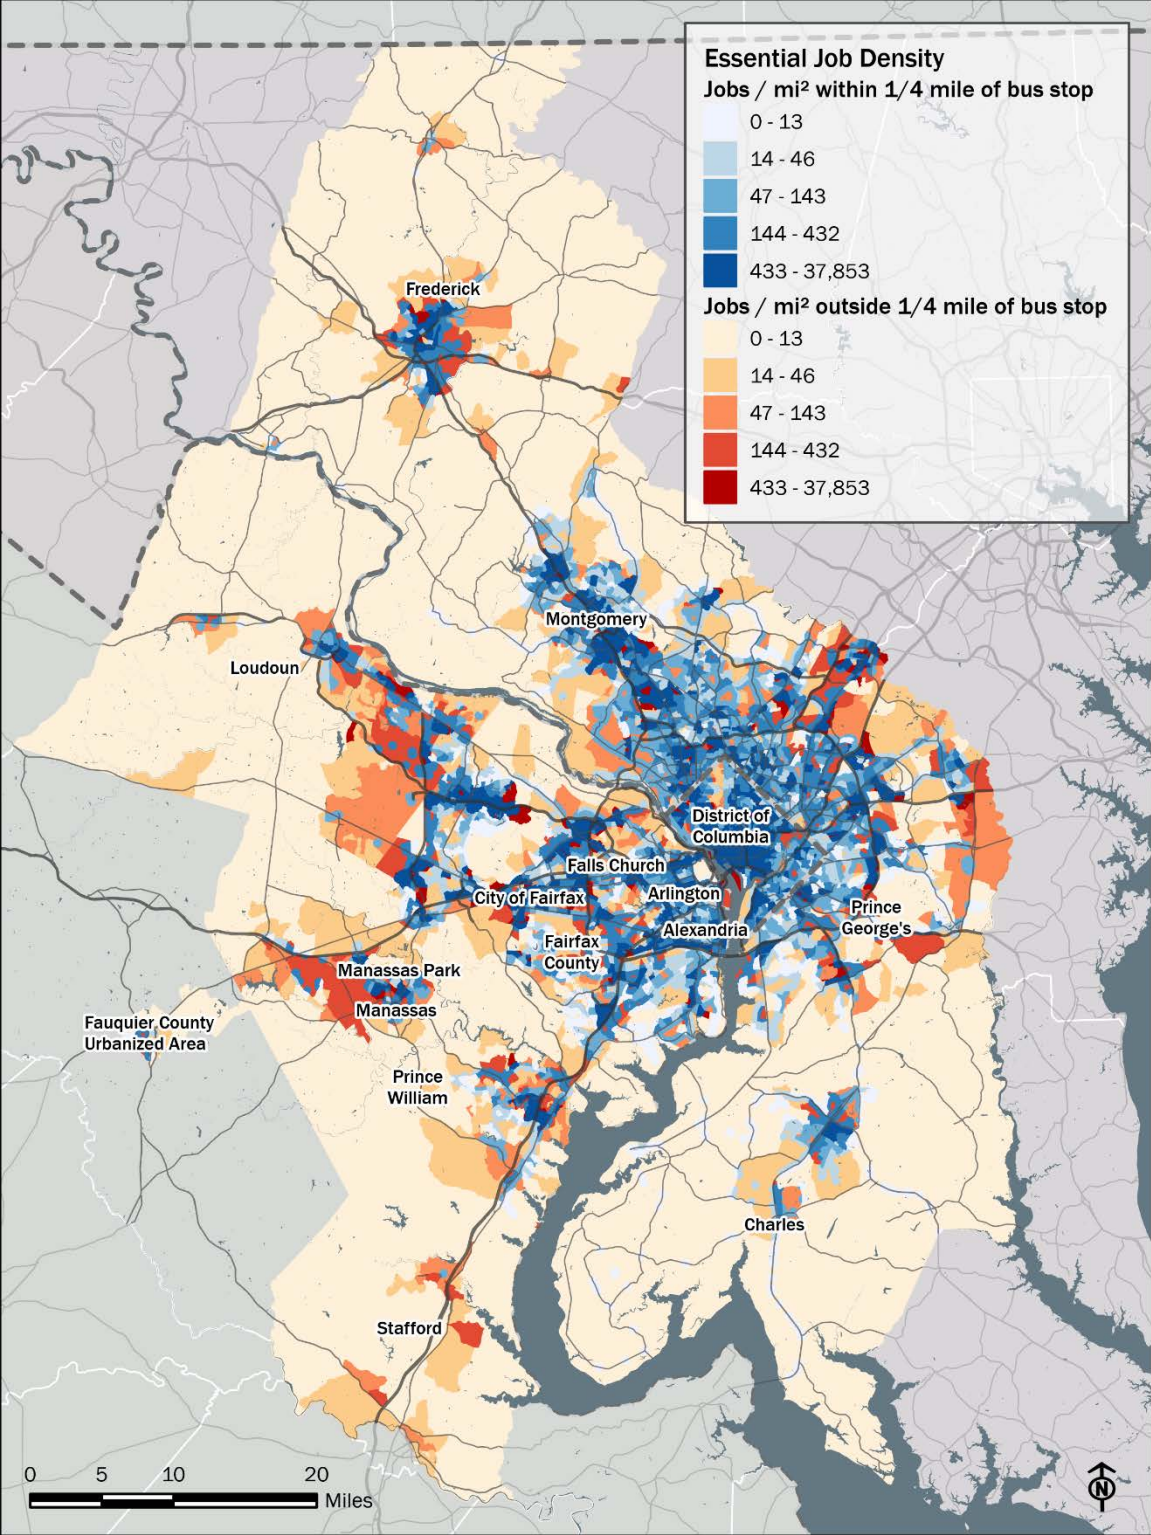 Essential Job Density
Jobs / mi² within 1/4 mile of bus stop
0 - 13
14 - 46
47 - 143
144 - 432
433 - 37,853
Jobs / mi² outside 1/4 mile of bus stop
0 - 13
14 - 46
47 - 143
144 - 432
433 - 37,853
Frederick
Montgomery
Loudoun
District of
Columbia
Falls Church
City of Fairfax
Arlington
Prince
George's
Alexandria
Fairfax
County
Manassas Park
Manassas
Fauquier County
Urbanized Area
Prince
William
Charles
Stafford
0 5 10 20
Miles
N